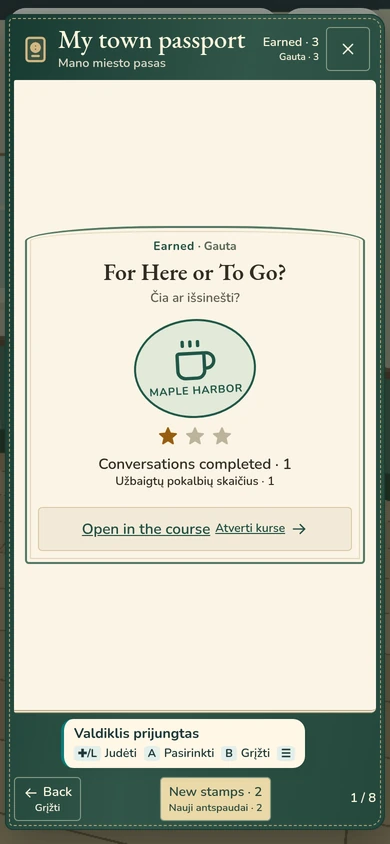 My town passport
Mano miesto pasas
Earned · 3
Gauta · 3
Earned · Gauta
For Here or To Go?
Čia ar išsinešti?
MAPLE HARBOR
Conversations completed · 1
Užbaigtų pokalbių skaičius · 1
Open in the course Atverti kurse →
Valdiklis prijungtas
✚/L Judėti A Pasirinkti B Grįžti ☰
← Back
Grįžti
New stamps · 2
Nauji antspaudai · 2
1 / 8